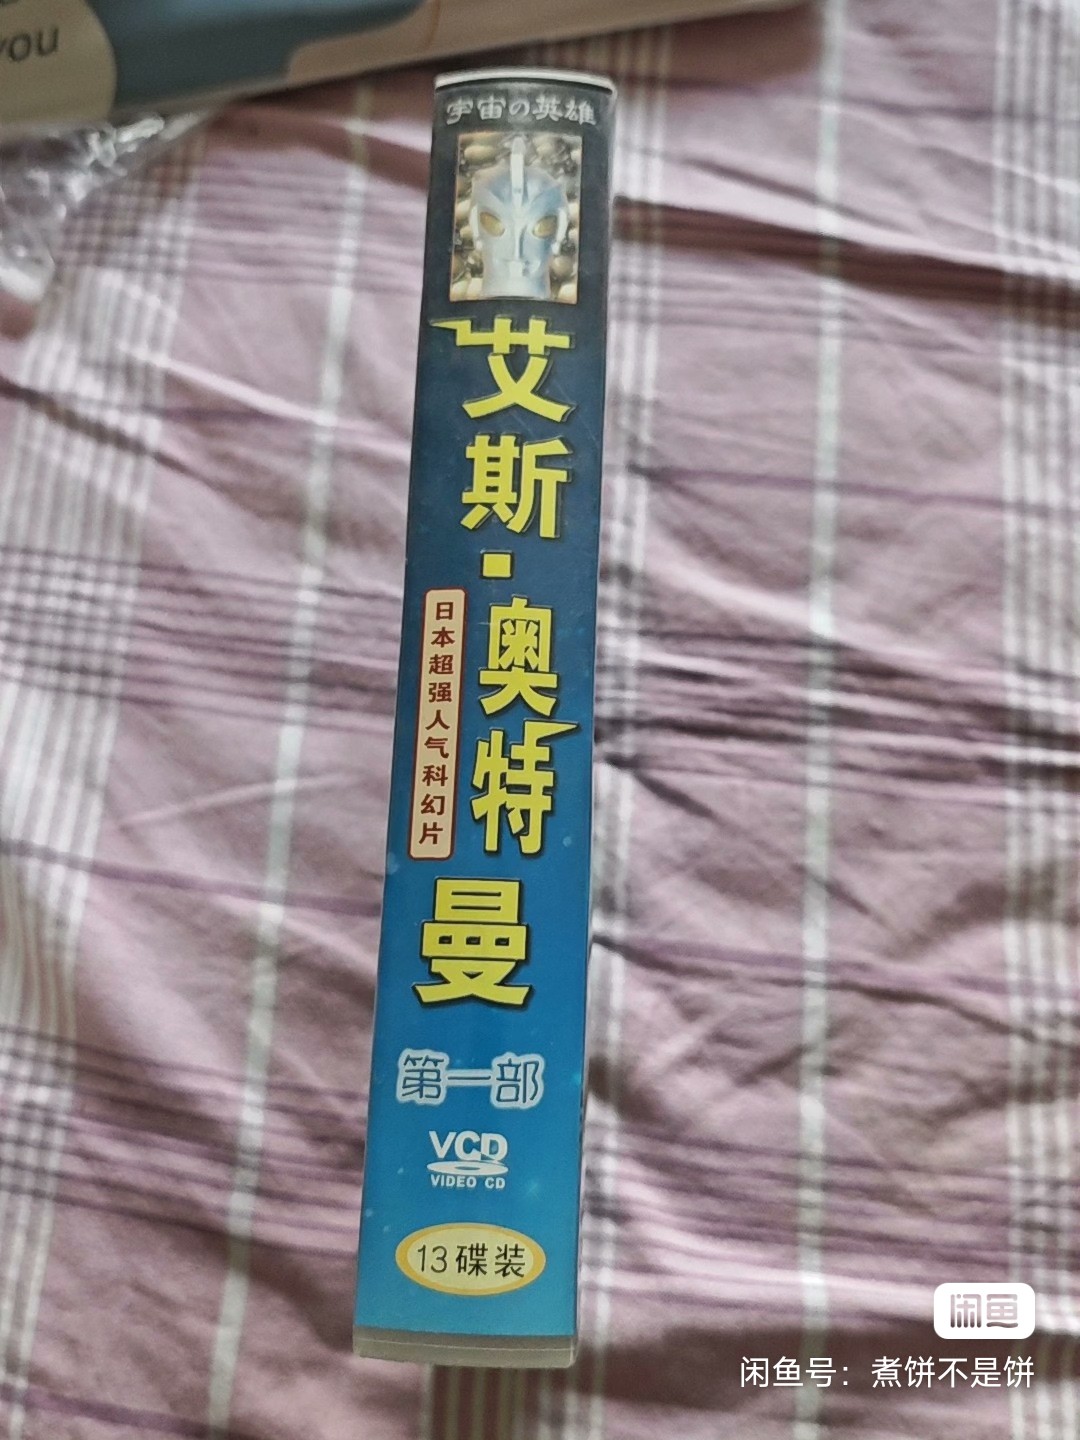 you
宇宙の英雄
艾斯·奥特曼
日本超强人气科幻片
第一部
VCD
VIDEO CD
13碟装
闲鱼
闲鱼号：煮饼不是饼